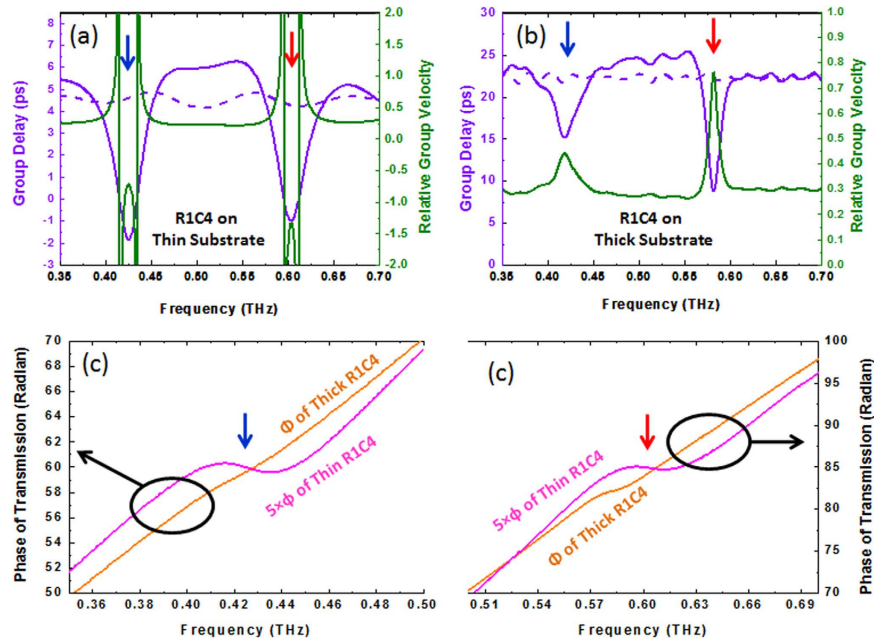 (a)
Group Delay (ps)
8
7
6
5
4
3
2
1
0
-1
-2
-3
2.0
1.5
1.0
0.5
0.0
-0.5
-1.0
-1.5
-2.0
Relative Group Velocity
R1C4 on
Thin Substrate
0.35 0.40 0.45 0.50 0.55 0.60 0.65 0.70
Frequency (THz)
(b)
Group Delay (ps)
30
25
20
15
10
5
0
1.0
0.9
0.8
0.7
0.6
0.5
0.4
0.3
0.2
0.1
0.0
Relative Group Velocity
R1C4 on
Thick Substrate
0.35 0.40 0.45 0.50 0.55 0.60 0.65 0.70
Frequency (THz)
(c)
Phase of Transmission (Radian)
70
68
66
64
62
60
58
56
54
52
50
Φ of Thick R1C4
5×ϕ of Thin R1C4
0.36 0.38 0.40 0.42 0.44 0.46 0.48 0.50
Frequency (THz)
(c)
5×ϕ of Thin R1C4
Φ of Thick R1C4
100
95
90
85
80
75
70
Phase of Transmission (Radian)
0.51 0.54 0.57 0.60 0.63 0.66 0.69
Frequency (THz)